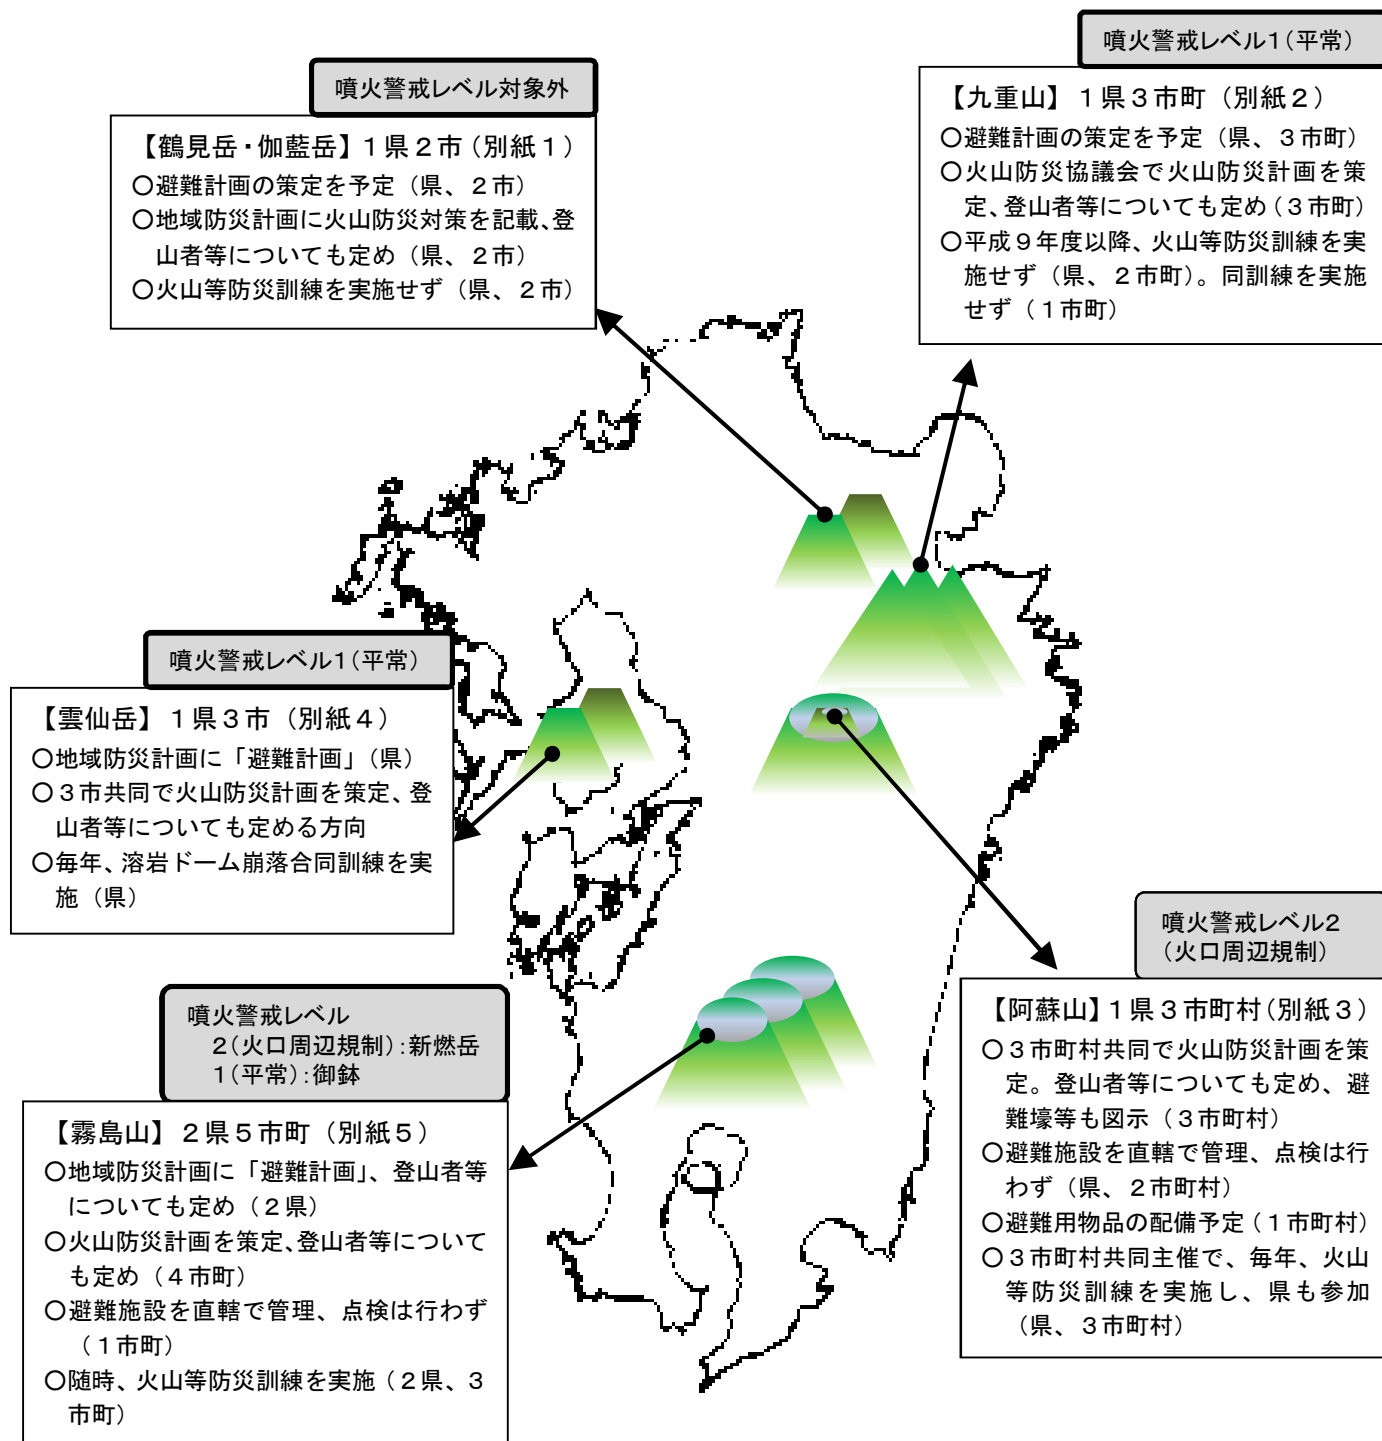 噴火警戒レベル対象外
【鶴見岳・伽藍岳】１県２市（別紙１）
○避難計画の策定を予定（県、２市）
○地域防災計画に火山防災対策を記載、登
山者等についても定め（県、２市）
○火山等防災訓練を実施せず（県、２市）
噴火警戒レベル1（平常）
【九重山】１県３市町（別紙２）
○避難計画の策定を予定（県、３市町）
○火山防災協議会で火山防災計画を策
定、登山者等についても定め（３市町）
○平成９年度以降、火山等防災訓練を実
施せず（県、２市町）。同訓練を実施
せず（１市町）
噴火警戒レベル1（平常）
【雲仙岳】１県３市（別紙４）
○地域防災計画に「避難計画」（県）
○３市共同で火山防災計画を策定、登
山者等についても定める方向
○毎年、溶岩ドーム崩落合同訓練を実
施（県）
噴火警戒レベル2
（火口周辺規制）
【阿蘇山】１県３市町村（別紙３）
○３市町村共同で火山防災計画を策
定。登山者等についても定め、避
難壕等も図示（３市町村）
○避難施設を直轄で管理、点検は行
わず（県、２市町村）
○避難用物品の配備予定（１市町村）
○３市町村共同主催で、毎年、火山
等防災訓練を実施し、県も参加
（県、３市町村）
噴火警戒レベル
2（火口周辺規制）：新燃岳
1（平常）：御鉢
【霧島山】２県５市町（別紙５）
○地域防災計画に「避難計画」、登山者等
についても定め（２県）
○火山防災計画を策定、登山者等について
も定め（４市町）
○避難施設を直轄で管理、点検は行わず
（１市町）
○随時、火山等防災訓練を実施（２県、３
市町）